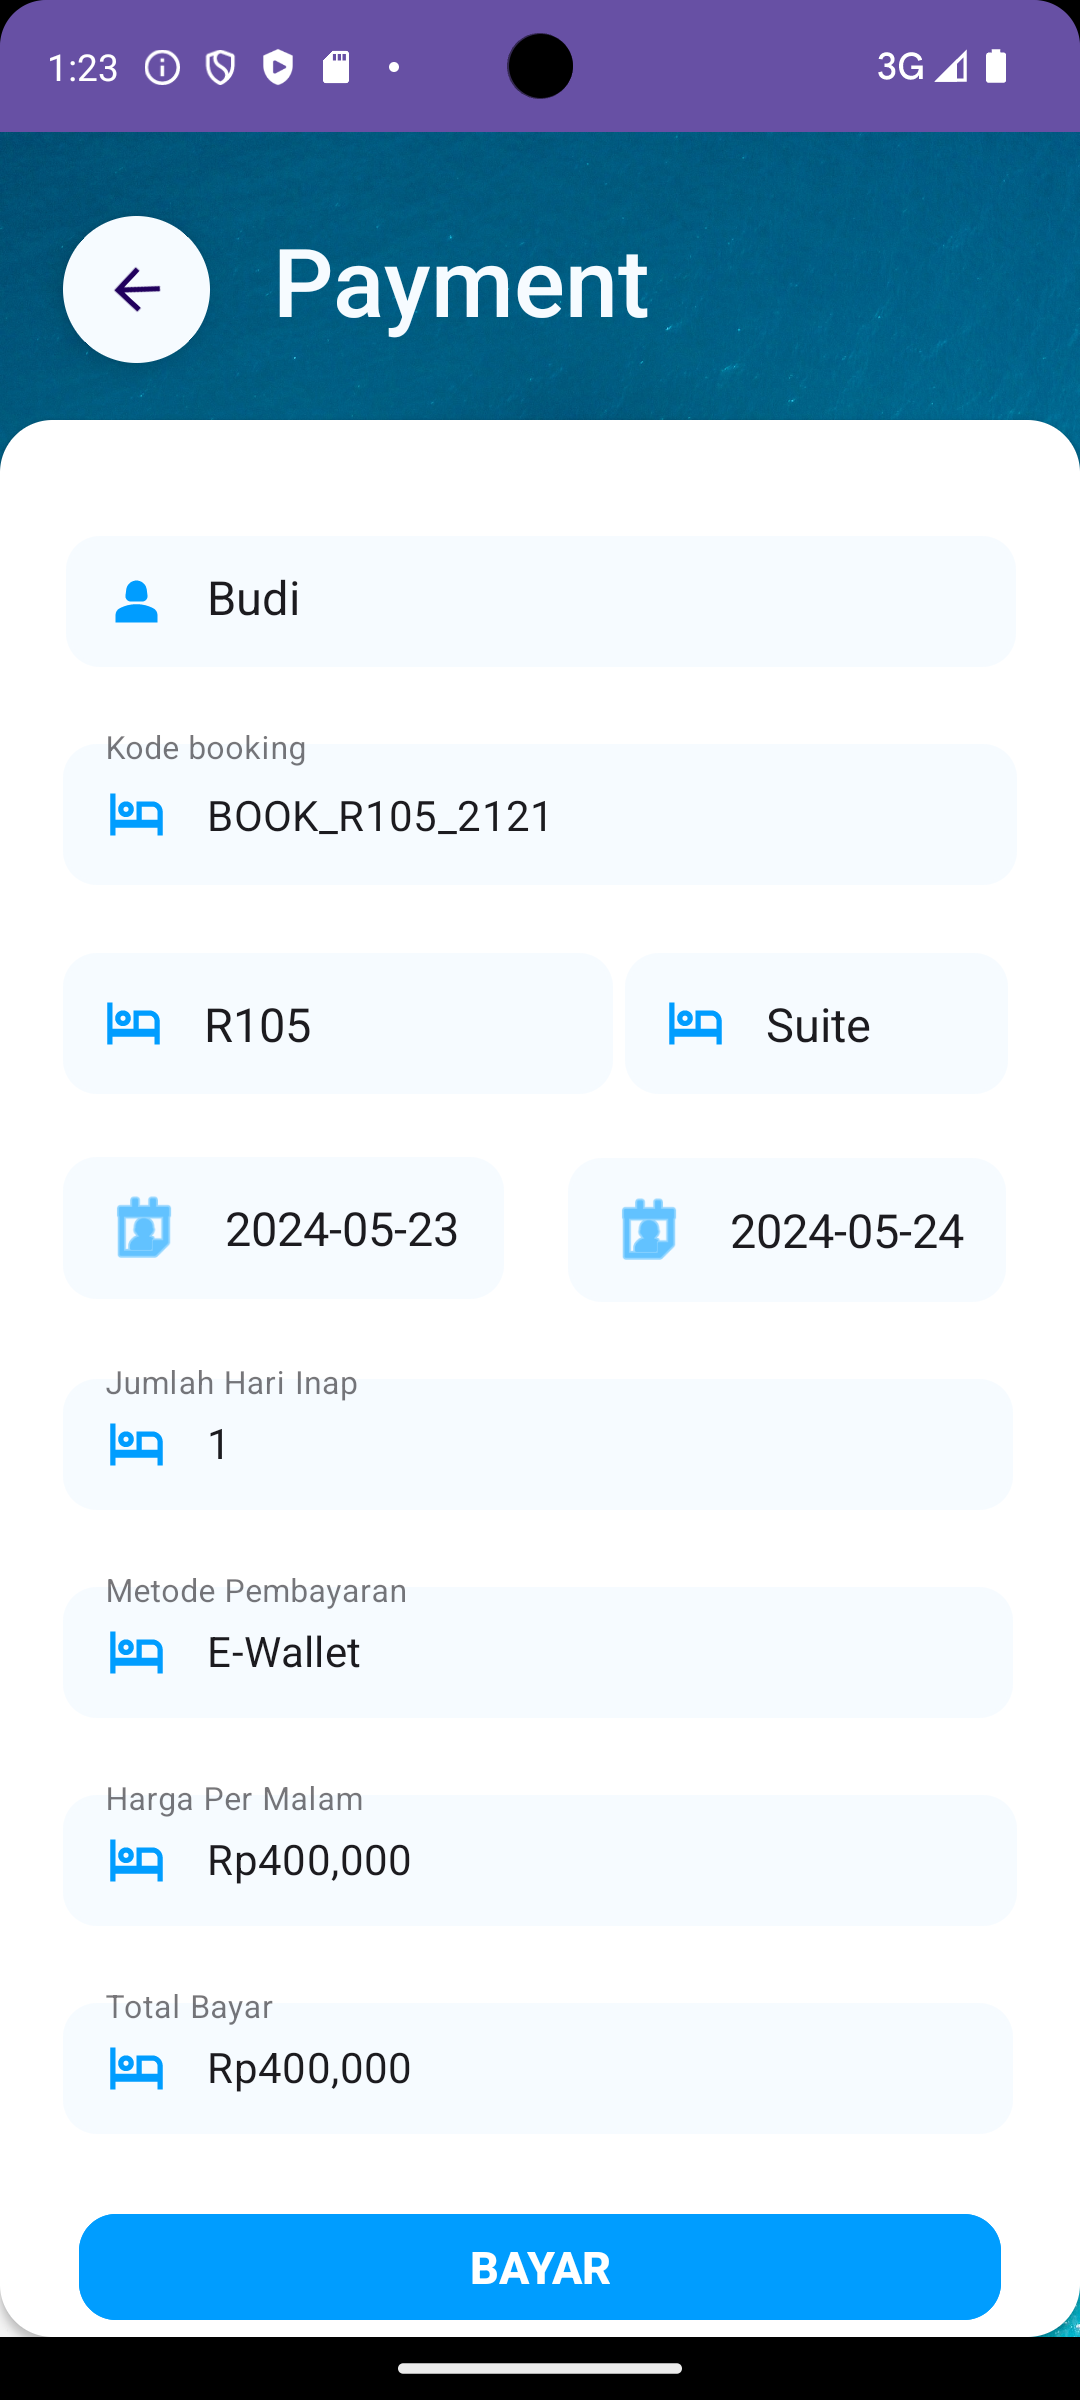 1:23
3G
Payment
Budi
Kode booking
BOOK_R105_2121
R105
Suite
2024-05-23
2024-05-24
Jumlah Hari Inap
1
Metode Pembayaran
E-Wallet
Harga Per Malam
Rp400,000
Total Bayar
Rp400,000
BAYAR